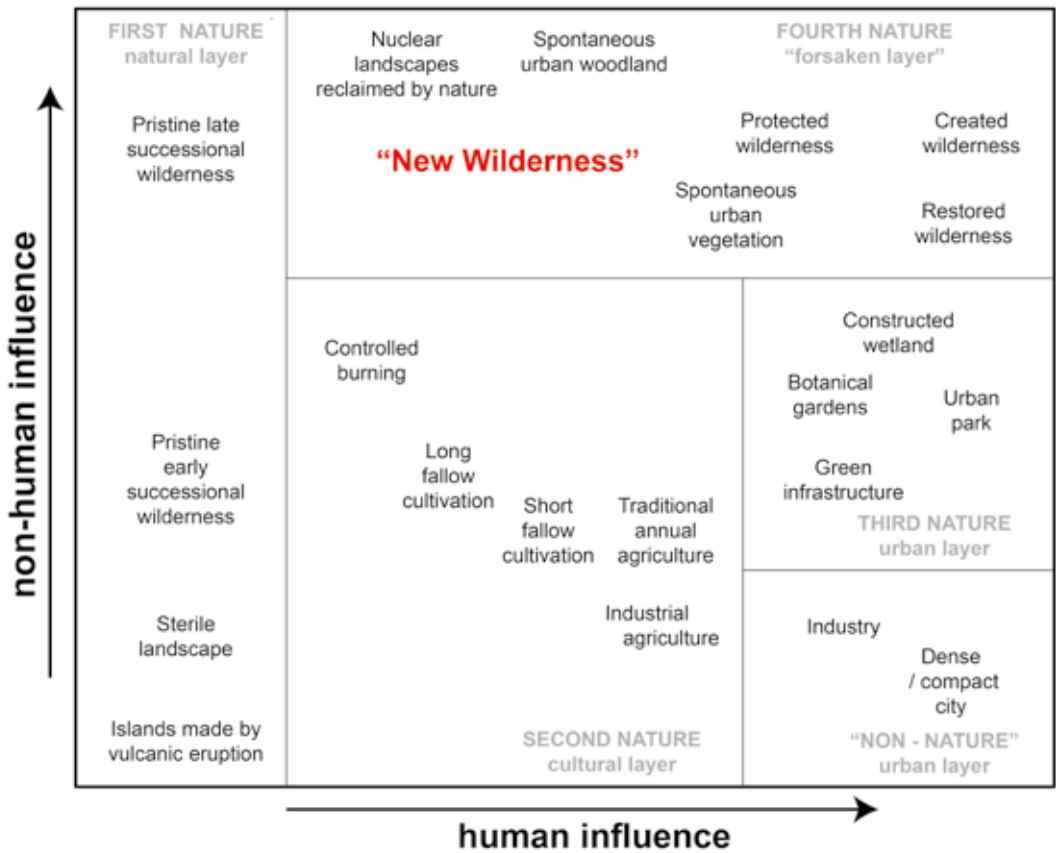 FIRST NATURE
natural layer
Pristine late
successional
wilderness
Pristine
early
successional
wilderness
Sterile
landscape
Islands made by
vulcanic eruption
Nuclear
landscapes
reclaimed by nature
Spontaneous
urban woodland
FOURTH NATURE
“forsaken layer”
“New Wilderness”
Protected
wilderness
Created
wilderness
Spontaneous
urban
vegetation
Restored
wilderness
Controlled
burning
Long
fallow
cultivation
Short
fallow
cultivation
Traditional
annual
agriculture
Industrial
agriculture
SECOND NATURE
cultural layer
Constructed
wetland
Botanical
gardens
Urban
park
Green
infrastructure
THIRD NATURE
urban layer
Industry
Dense
/ compact
city
“NON - NATURE”
urban layer
non-human influence
human influence